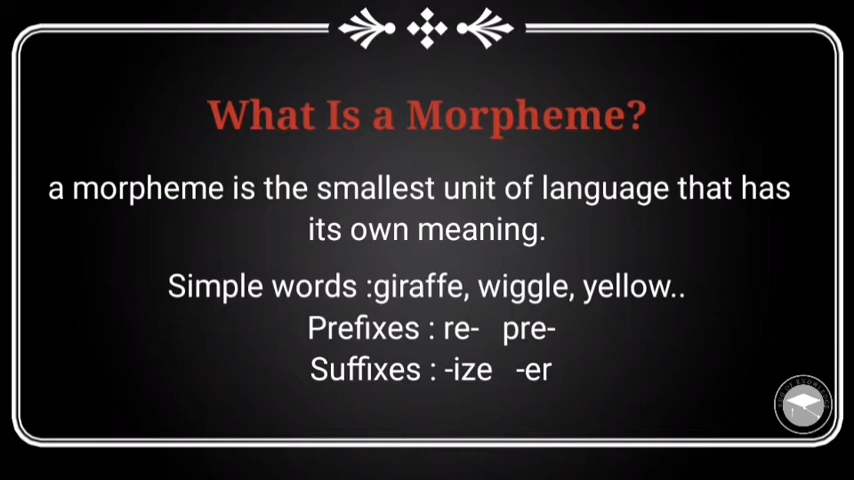 What Is a Morpheme?
a morpheme is the smallest unit of language that has
its own meaning.
Simple words :giraffe, wiggle, yellow..
Prefixes : re- pre-
Suffixes : -ize -er